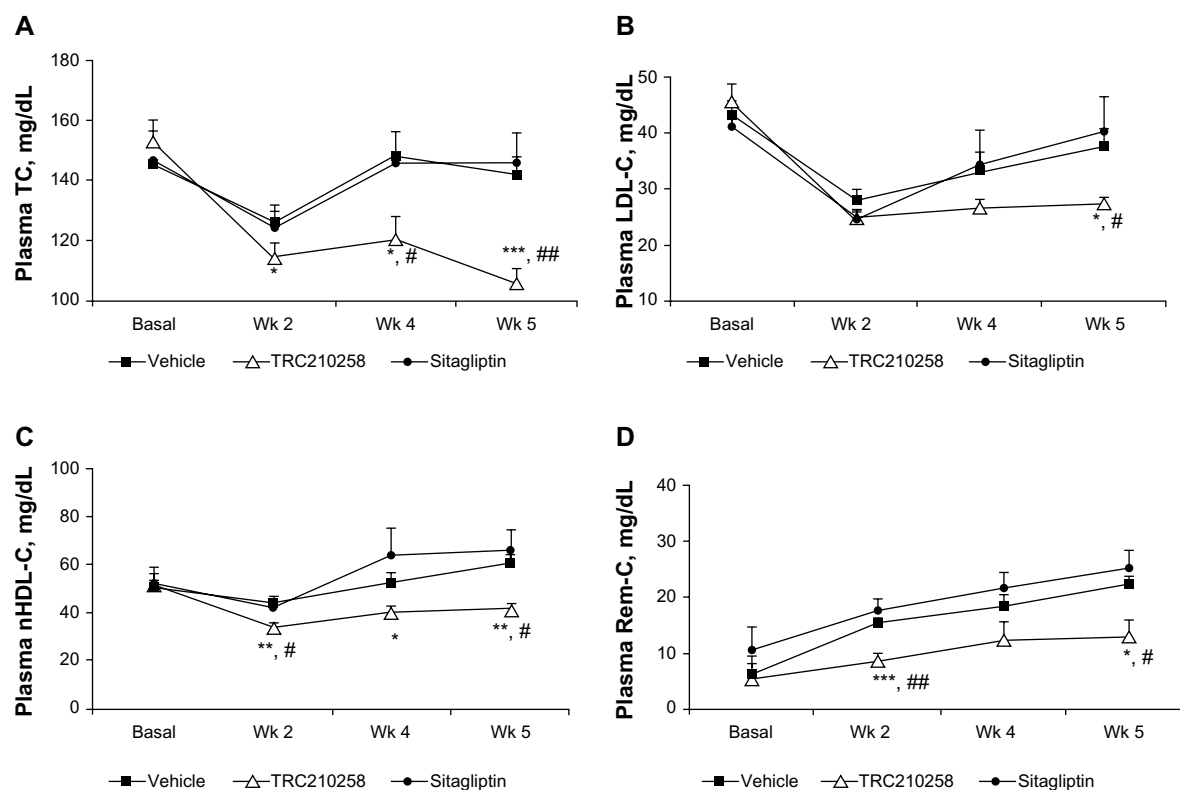 A
Plasma TC, mg/dL
180
160
140
120
100
*
*, #
***, ##
Basal Wk 2 Wk 4 Wk 5
Vehicle TRC210258 Sitagliptin
B
Plasma LDL-C, mg/dL
50
40
30
20
10
*, #
Basal Wk 2 Wk 4 Wk 5
Vehicle TRC210258 Sitagliptin
C
Plasma nHDL-C, mg/dL
100
80
60
40
20
0
**, #
*
**, #
Basal Wk 2 Wk 4 Wk 5
Vehicle TRC210258 Sitagliptin
D
Plasma Rem-C, mg/dL
40
30
20
10
0
***, ##
*, #
Basal Wk 2 Wk 4 Wk 5
Vehicle TRC210258 Sitagliptin